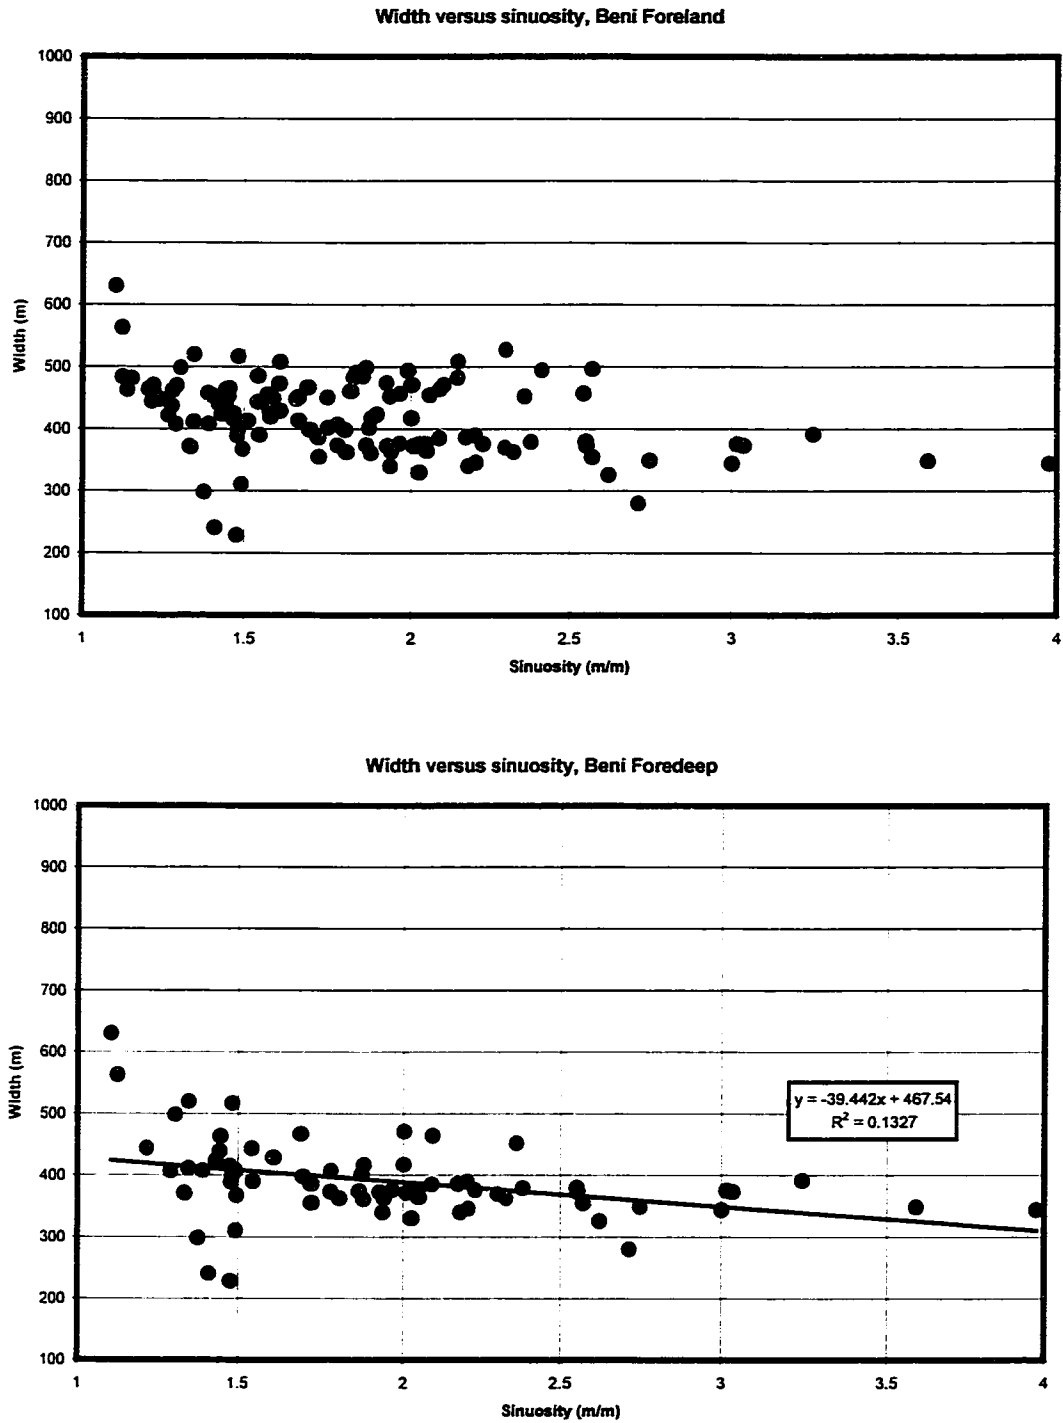 Width versus sinuosity, Beni Foreland
1000
900
800
700
600
500
400
300
200
100
Width (m)
1 1.5 2 2.5 3 3.5 4
Sinuosity (m/m)
Width versus sinuosity, Beni Foredeep
1000
900
800
700
600
500
400
300
200
100
Width (m)
y = -39.442x + 467.54
R² = 0.1327
1 1.5 2 2.5 3 3.5 4
Sinuosity (m/m)